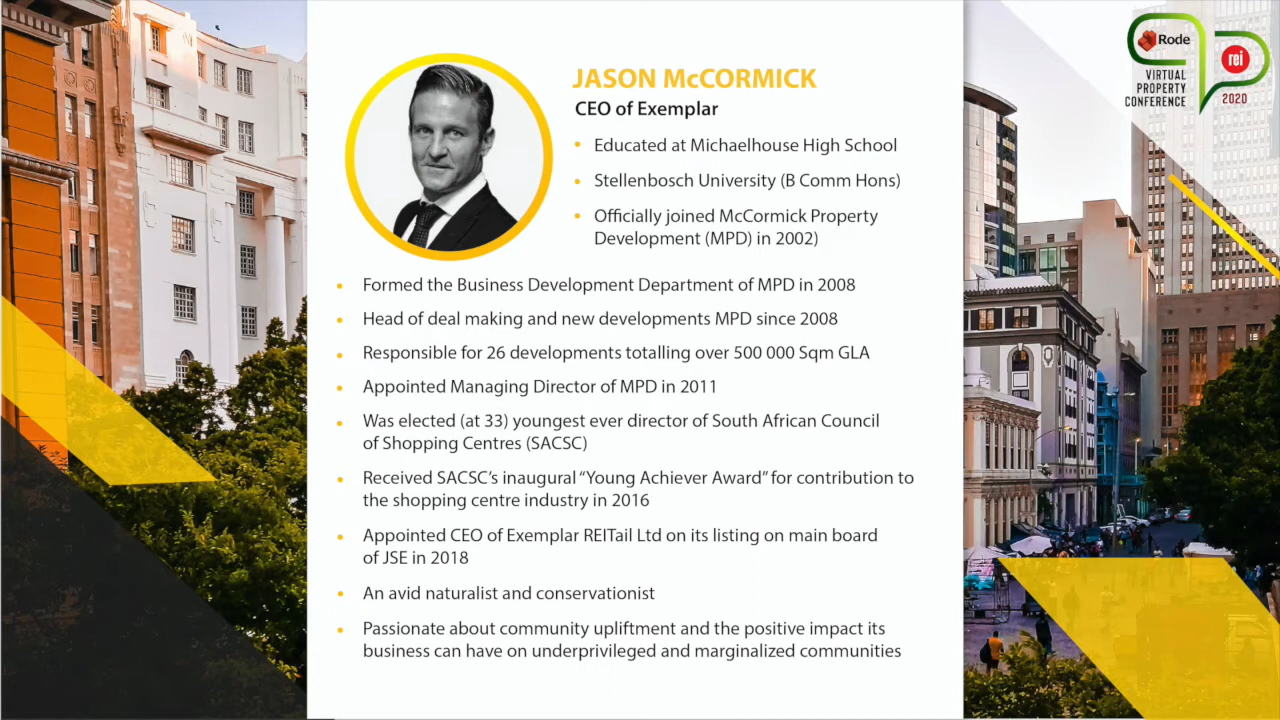 JASON McCORMICK
CEO of Exemplar
• Educated at Michaelhouse High School
• Stellenbosch University (B Comm Hons)
• Officially joined McCormick Property
Development (MPD) in 2002)
• Formed the Business Development Department of MPD in 2008
• Head of deal making and new developments MPD since 2008
• Responsible for 26 developments totalling over 500 000 Sqm GLA
• Appointed Managing Director of MPD in 2011
• Was elected (at 33) youngest ever director of South African Council
of Shopping Centres (SACSC)
• Received SACSC’s inaugural “Young Achiever Award” for contribution to
the shopping centre industry in 2016
• Appointed CEO of Exemplar REITail Ltd on its listing on main board
of JSE in 2018
• An avid naturalist and conservationist
• Passionate about community upliftment and the positive impact its
business can have on underprivileged and marginalized communities
Rode
rei
VIRTUAL
PROPERTY
CONFERENCE
2020